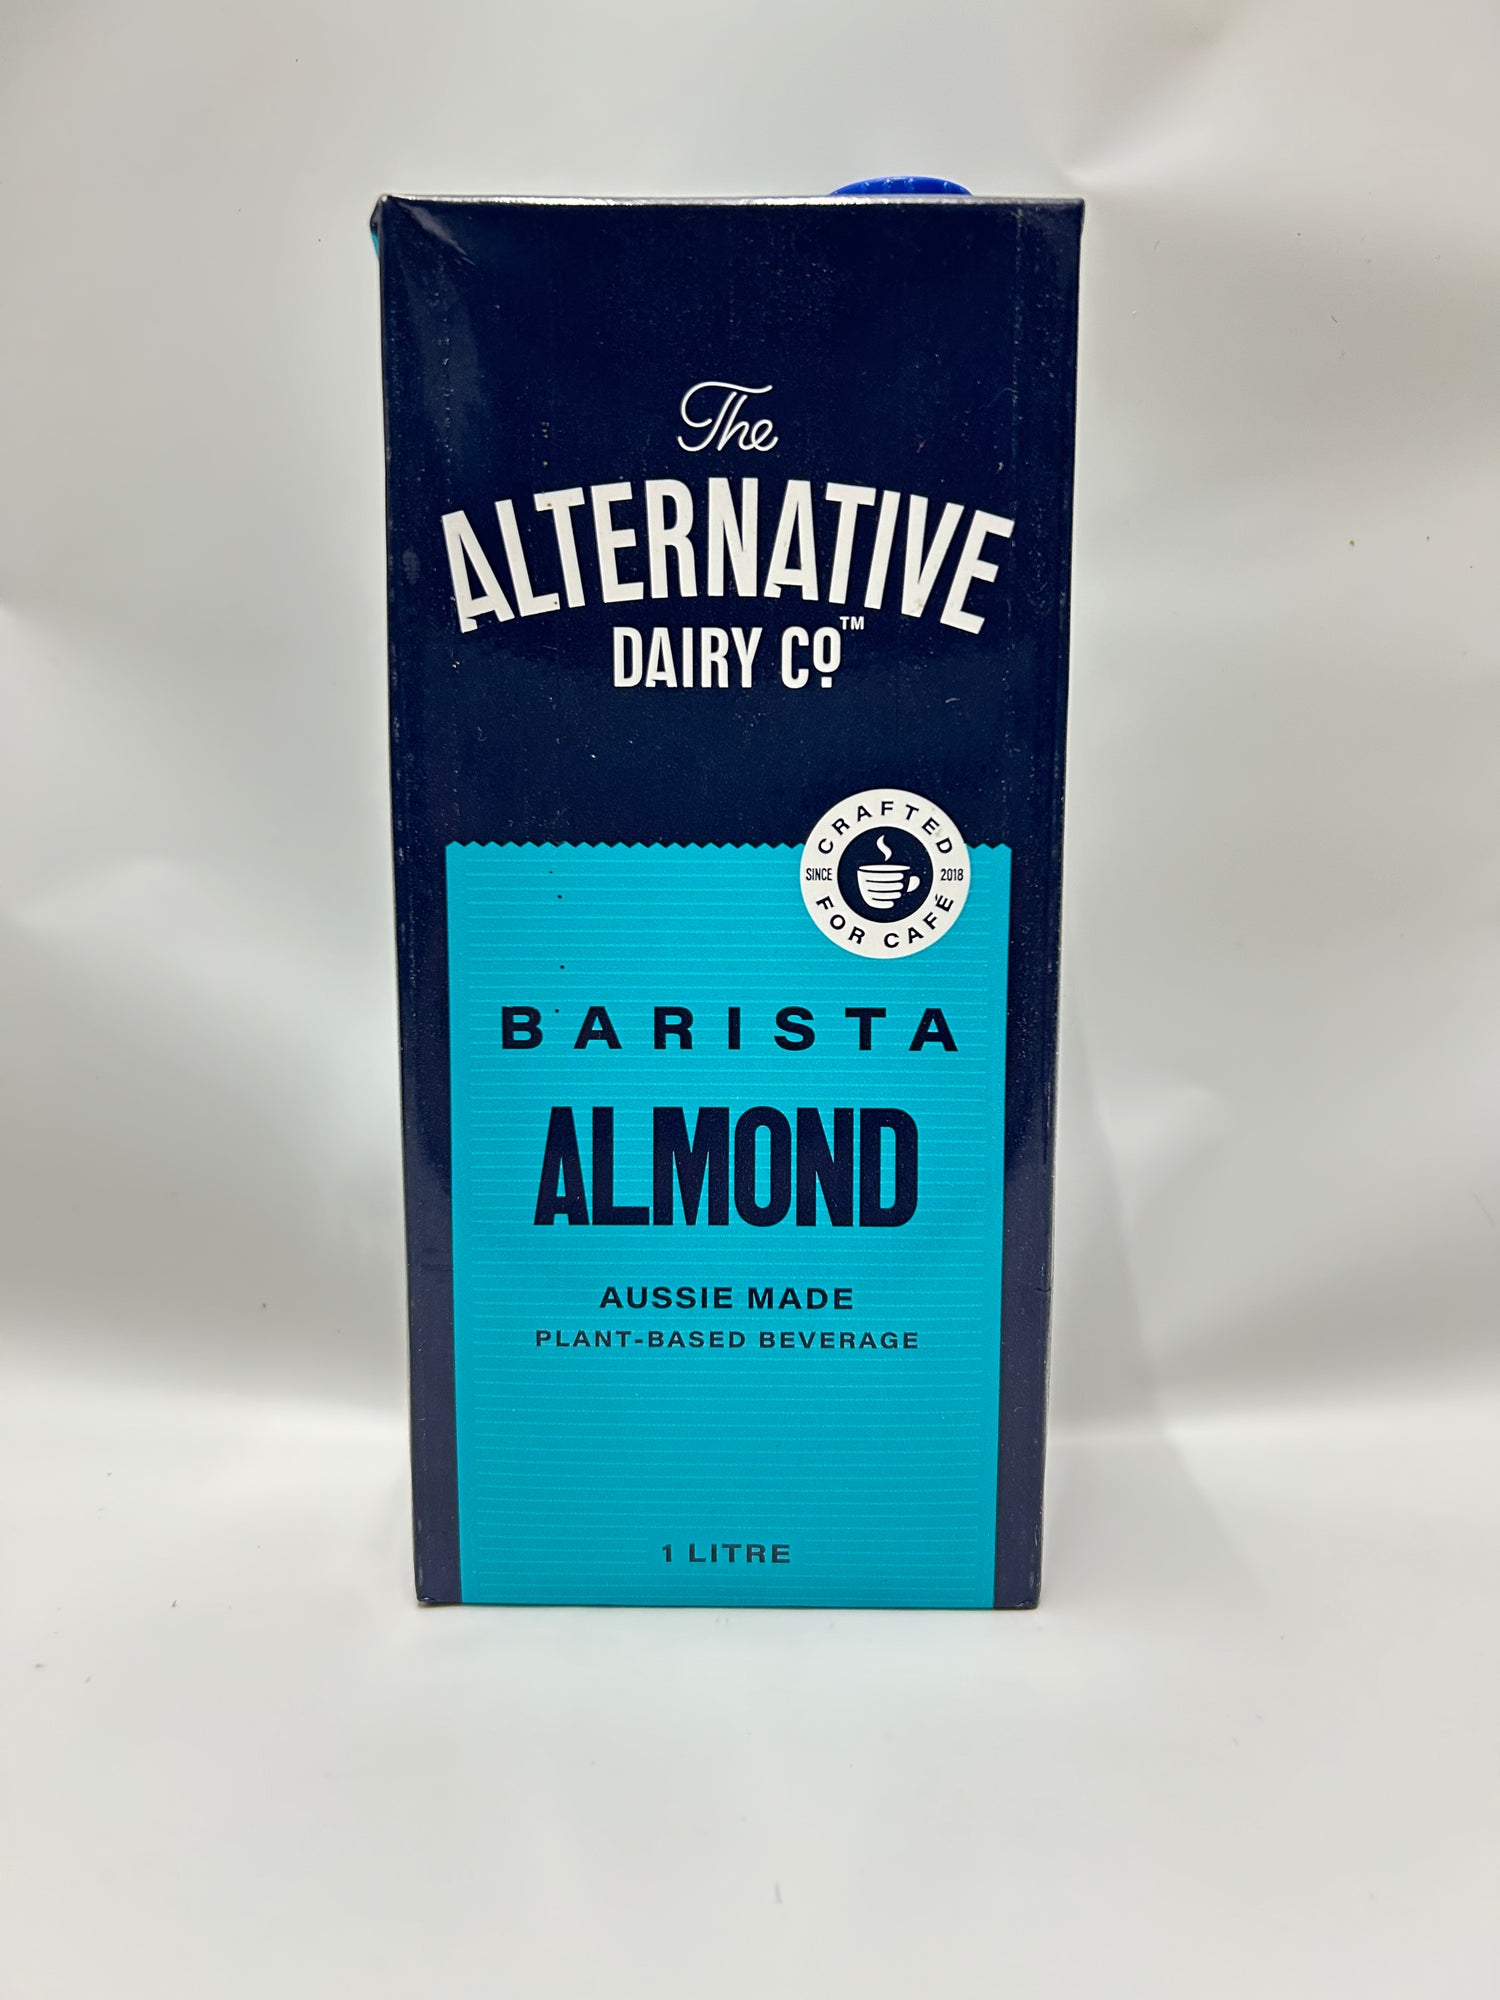 The
ALTERNATIVE
DAIRY Co™
CRAFTED
SINCE 2018
FOR CAFÉ
BARISTA
ALMOND
AUSSIE MADE
PLANT-BASED BEVERAGE
1 LITRE